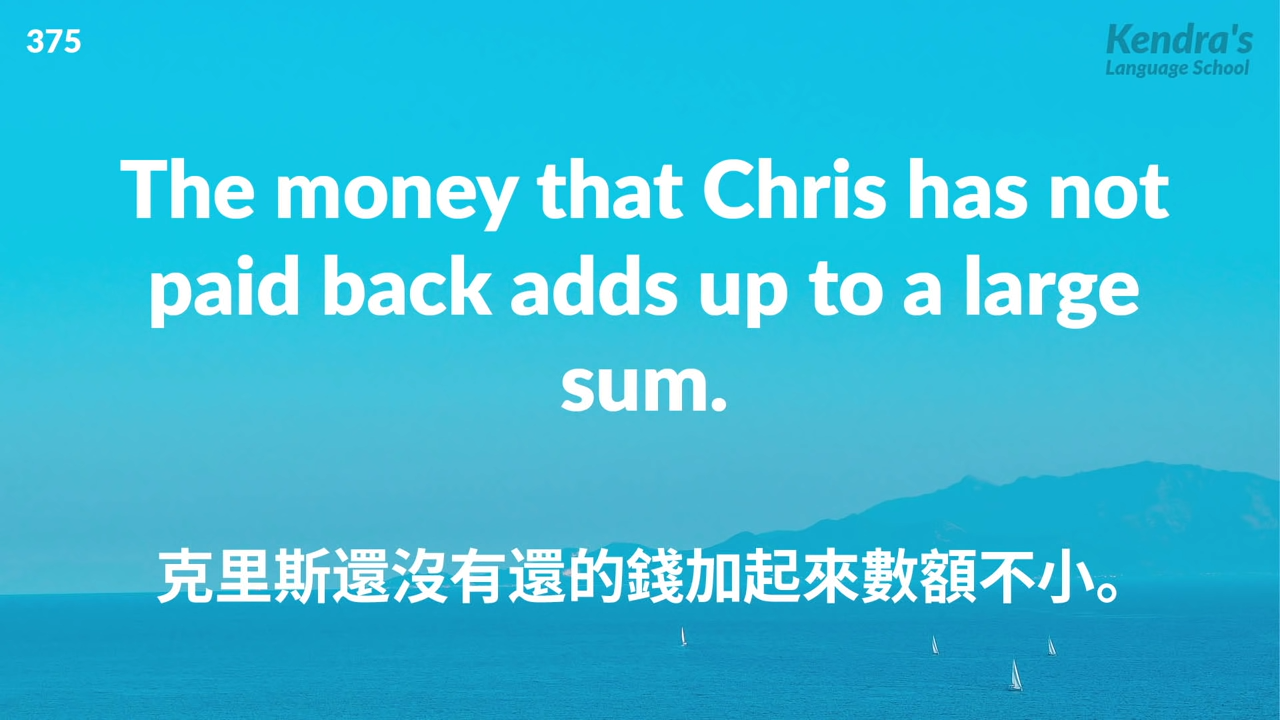 375
Kendra's
Language School
The money that Chris has not
paid back adds up to a large
sum.
克里斯還沒有還的錢加起來數額不小。